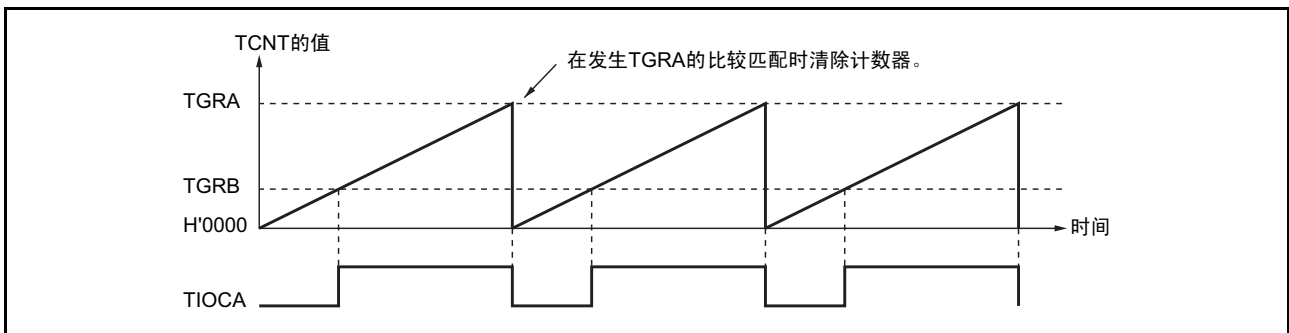 TCNT的值
在发生TGRA的比较匹配时清除计数器。
TGRA
TGRB
H'0000
时间
TIOCA